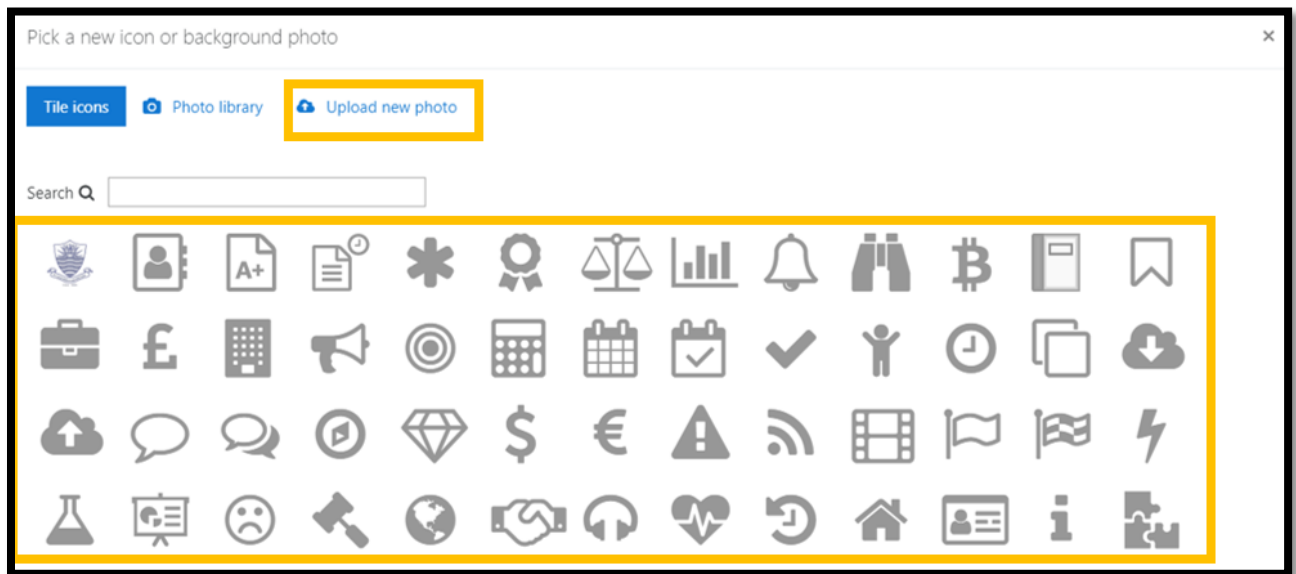 Pick a new icon or background photo ×
Tile icons Photo library Upload new photo
Search
A+